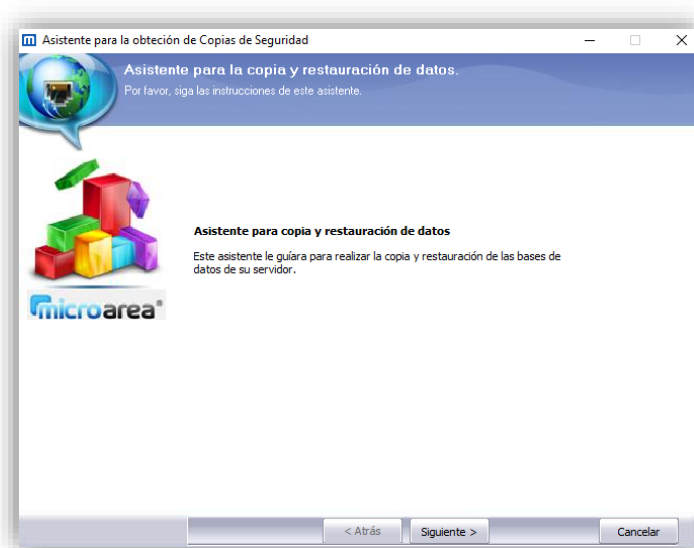 Asistente para la obteción de Copias de Seguridad
Asistente para la copia y restauración de datos.
Por favor, siga las instrucciones de este asistente.
Asistente para copia y restauración de datos
Este asistente le guíara para realizar la copia y restauración de las bases de
datos de su servidor.
microarea
< Atrás
Siguiente >
Cancelar